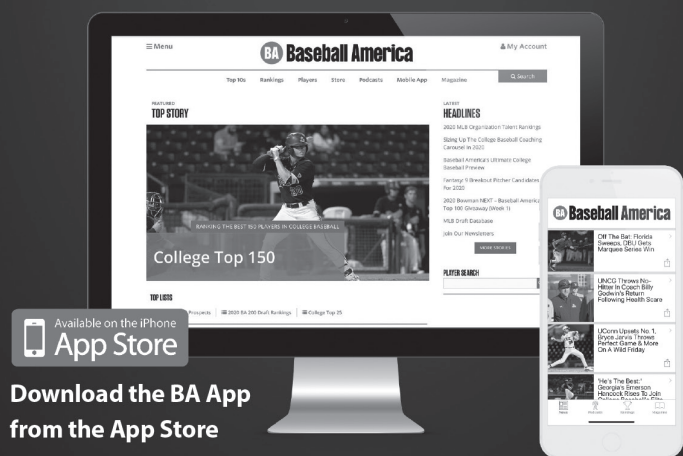 Menu
BA Baseball America
My Account
Top 10s Rankings Players Store Podcasts Mobile App Magazine
Search
FEATURED
TOP STORY
RANKING THE BEST 150 PLAYERS IN COLLEGE BASEBALL
College Top 150
LATEST
HEADLINES
2020 MLB Organization Talent Rankings
Sizing Up The College Baseball Coaching
Carousel In 2020
Baseball America's Ultimate College
Baseball Preview
Fantasy: 9 Breakout Pitcher Candidates
For 2020
2020 Bowman NEXT – Baseball America
Top 100 Giveaway (Week 1)
MLB Draft Database
Join Our Newsletters
MORE STORIES
PLAYER SEARCH
TOP LISTS
Prospects 2020 BA 200 Draft Rankings College Top 25
BA Baseball America
Off The Bat: Florida
Sweeps, DBU Gets
Marquee Series Win
UNCG Throws No-
Hitter In Coach Billy
Godwin's Return
Following Health Scare
UConn Upsets No. 1,
Bryce Jarvis Throws
Perfect Game & More
On A Wild Friday
'He's The Best:'
Georgia's Emerson
Hancock Rises To Join
News Podcasts Rankings
Available on the iPhone
App Store
Download the BA App
from the App Store